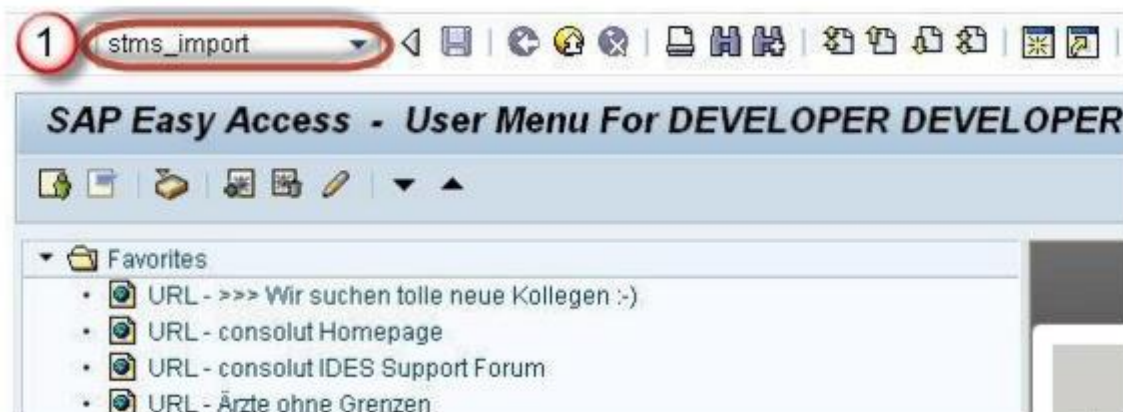 1 stms_import
SAP Easy Access - User Menu For DEVELOPER DEVELOPER
Favorites
URL - >>> Wir suchen tolle neue Kollegen :-)
URL - consolut Homepage
URL - consolut IDES Support Forum
URL - Ärzte ohne Grenzen